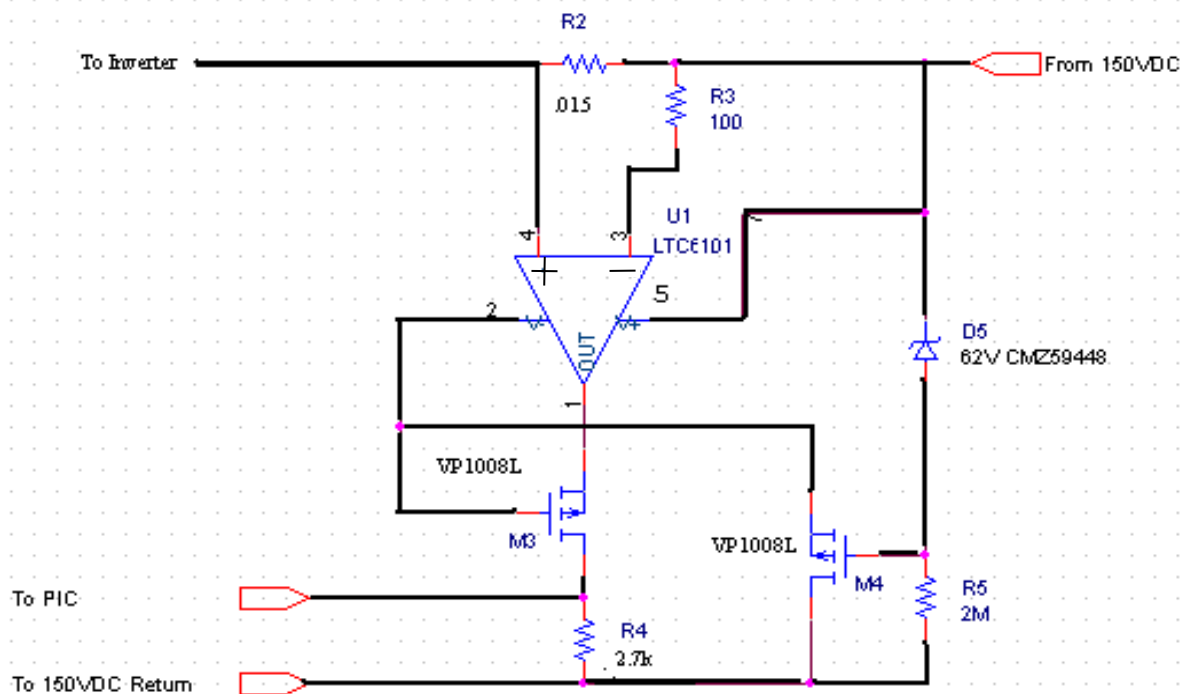 R2
To Inverter
From 150VDC
.015
R3
100
U1
LTC6101
4
3
+
−
5
2
V-
V+
OUT
D5
62V CMZ5944B
1
VP1008L
M3
VP1008L
M4
To PIC
R5
2M
R4
2.7k
To 150VDC Return